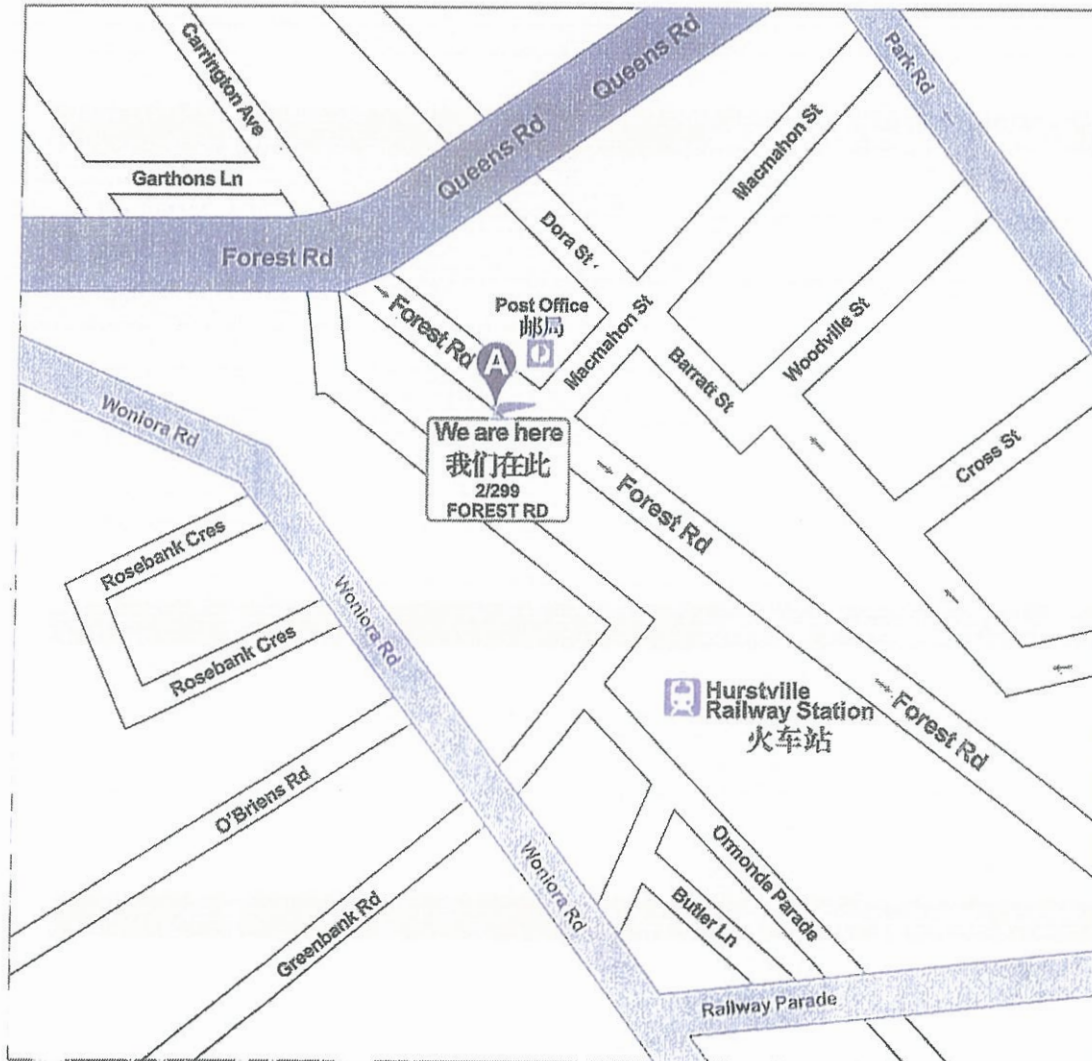 Carrington Ave
Queens Rd
Park Rd
Queens Rd
Macmahon St
Garthons Ln
Dora St
Forest Rd
Post Office
邮局
Forest Rd
Macmahon St
Woodville St
Barratt St
A
Woniora Rd
We are here
我们在此
2/299
FOREST RD
Cross St
Forest Rd
Rosebank Cres
Woniora Rd
Rosebank Cres
Hurstville
Railway Station
火车站
Forest Rd
O'Briens Rd
Ormonde Parade
Woniora Rd
Butler Ln
Greenbank Rd
Railway Parade